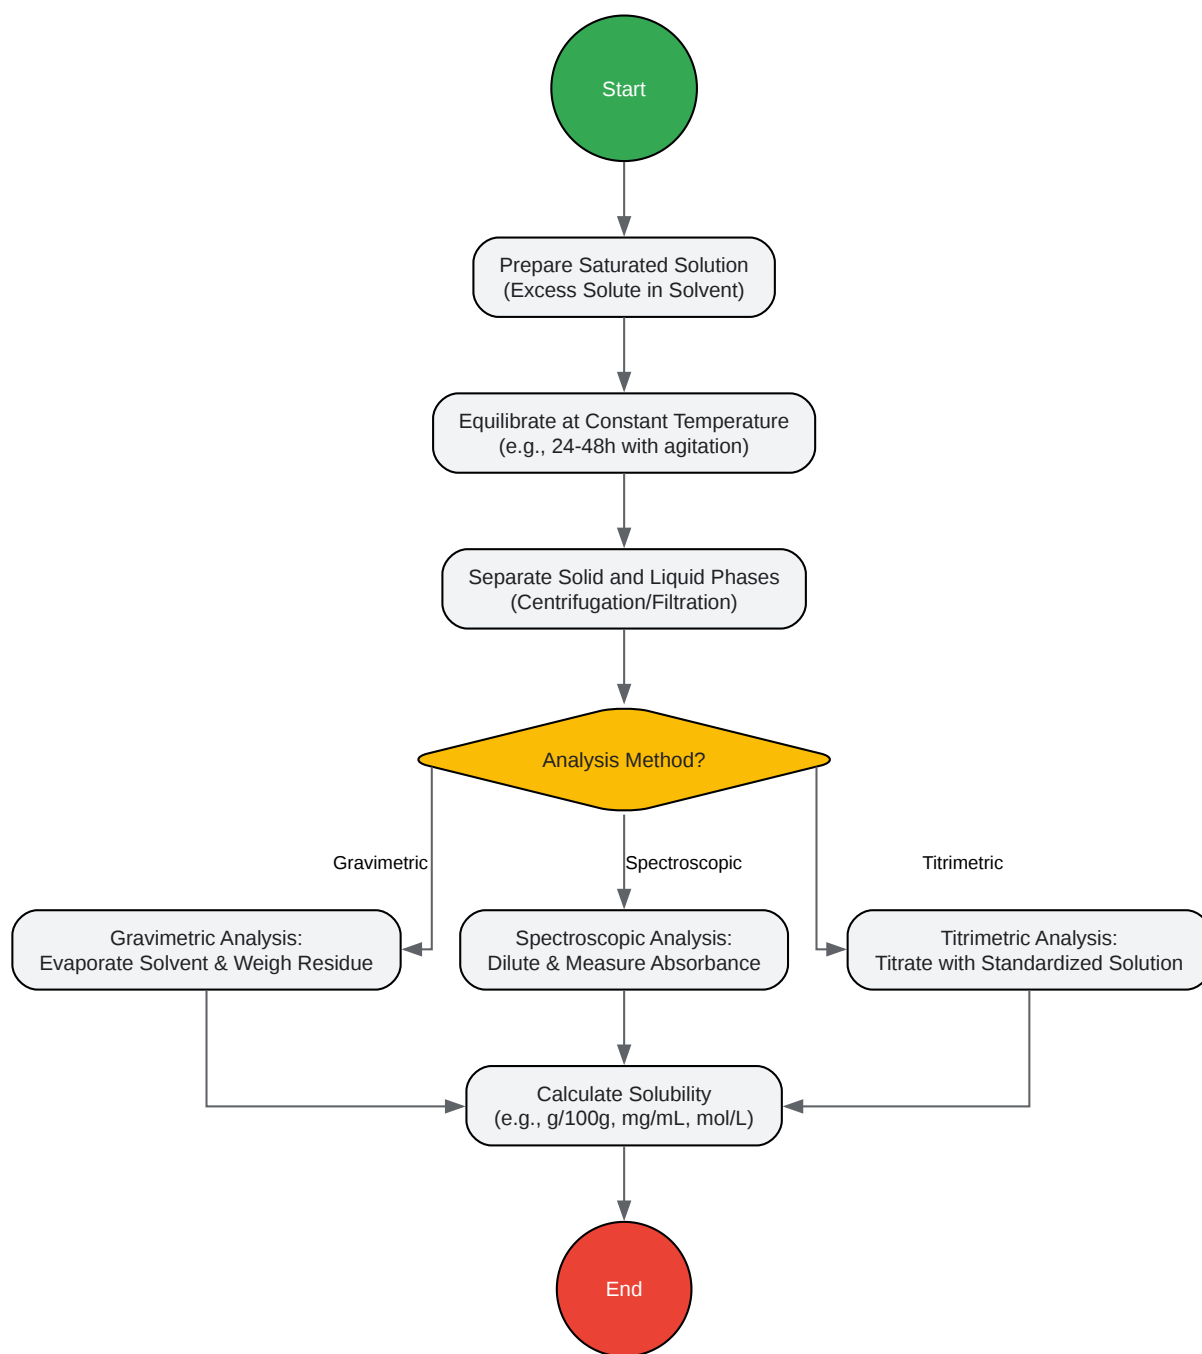 Start
Prepare Saturated Solution
(Excess Solute in Solvent)
Equilibrate at Constant Temperature
(e.g., 24-48h with agitation)
Separate Solid and Liquid Phases
(Centrifugation/Filtration)
Analysis Method?
Gravimetric
Spectroscopic
Titrimetric
Gravimetric Analysis:
Evaporate Solvent & Weigh Residue
Spectroscopic Analysis:
Dilute & Measure Absorbance
Titrimetric Analysis:
Titrate with Standardized Solution
Calculate Solubility
(e.g., g/100g, mg/mL, mol/L)
End